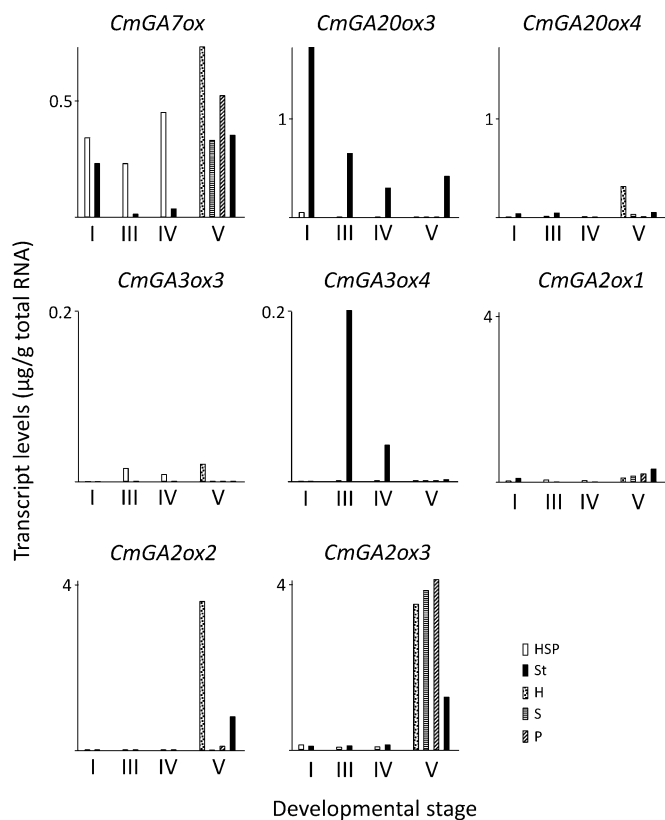 CmGA7ox CmGA20ox3 CmGA20ox4
0.5 1 1
I III IV V I III IV V I III IV V
CmGA3ox3 CmGA3ox4 CmGA2ox1
0.2 0.2 4
I III IV V I III IV V I III IV V
Transcript levels (µg/g total RNA)
CmGA2ox2 CmGA2ox3
4 4
I III IV V I III IV V
HSP
St
H
S
P
Developmental stage